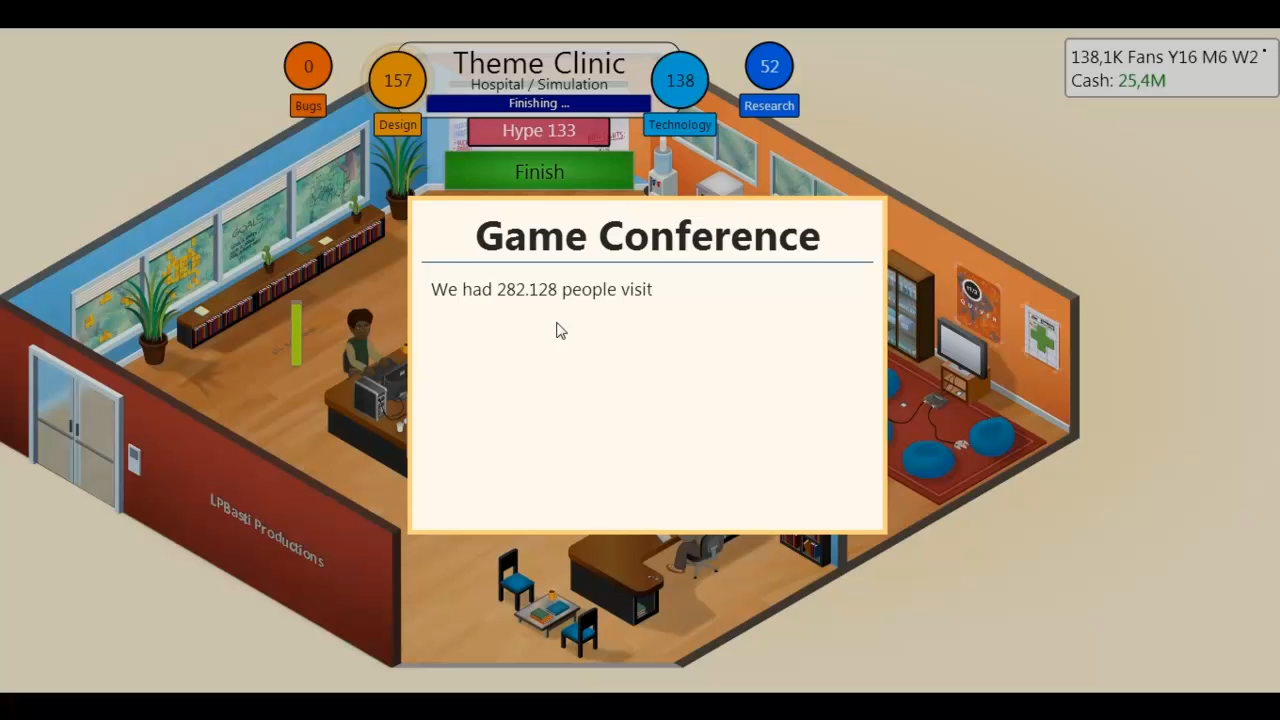 138,1K Fans Y16 M6 W2
Cash: 25,4M
0
Bugs
157
Design
Theme Clinic
Hospital / Simulation
Finishing ...
Hype 133
Finish
138
Technology
52
Research
Game Conference
We had 282.128 people visit
GOALS
LPBasti Productions